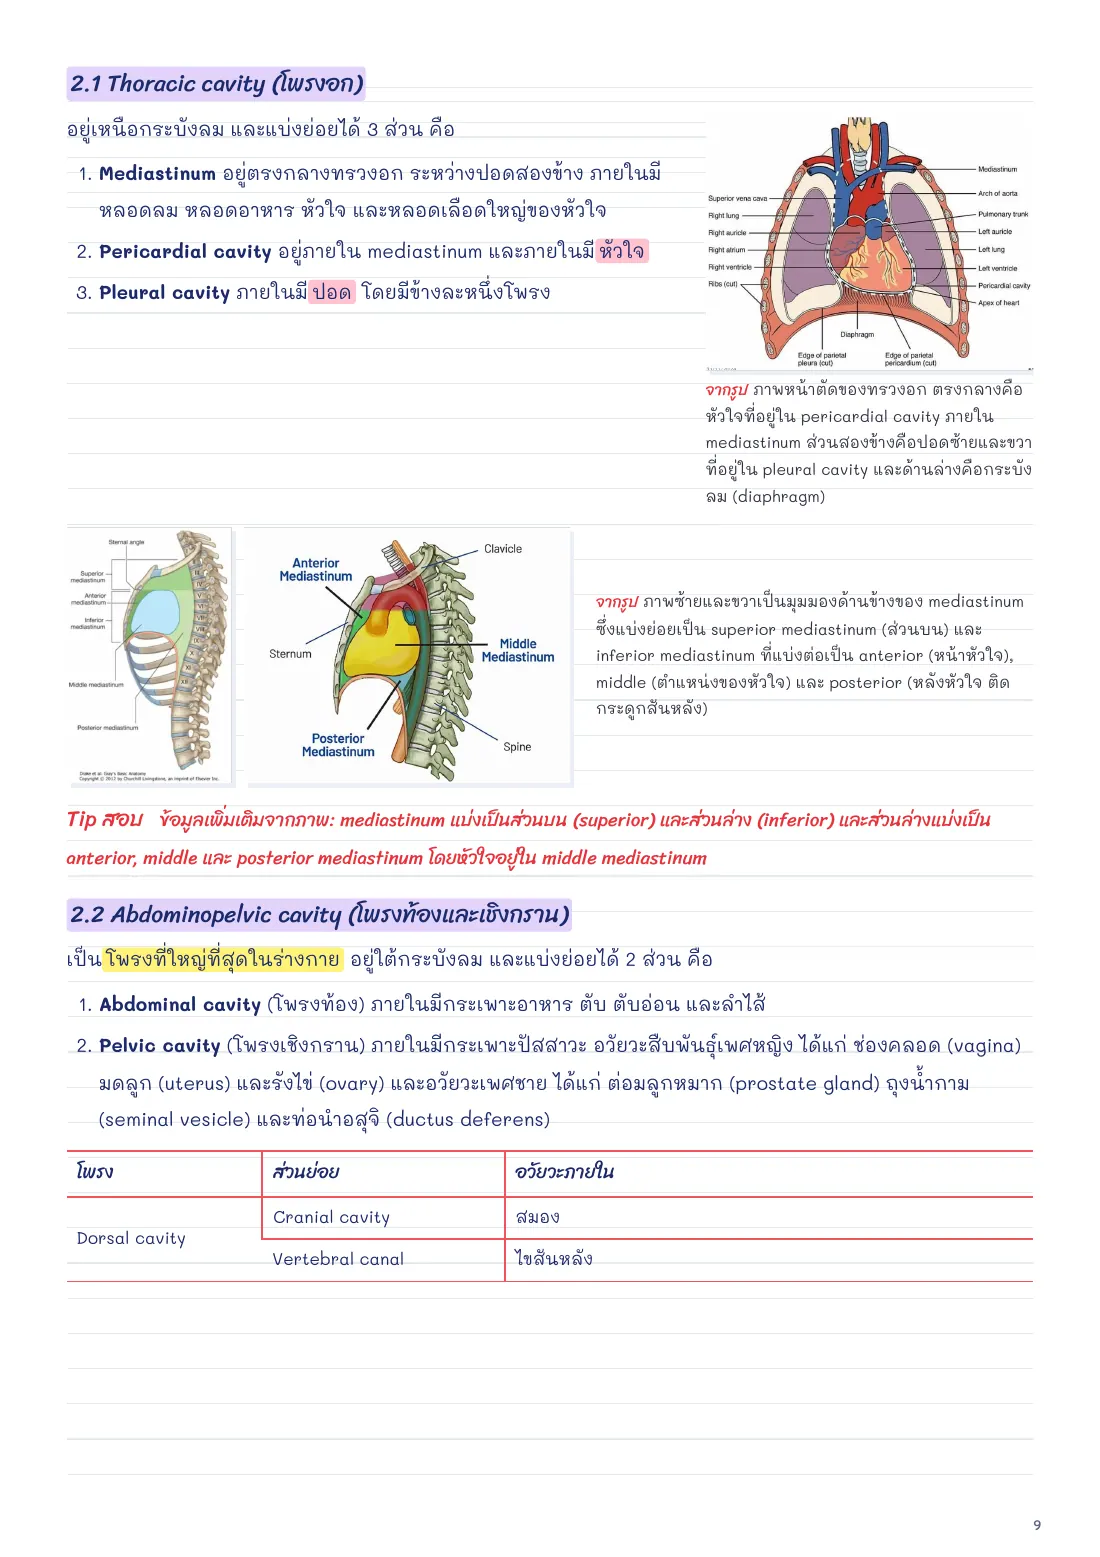 2.1 Thoracic cavity (โพรงอก)
อยู่เหนือกระบังลม และแบ่งย่อยได้ 3 ส่วน คือ
1. Mediastinum อยู่ตรงกลางทรวงอก ระหว่างปอดสองข้าง ภายในมี
หลอดลม หลอดอาหาร หัวใจ และหลอดเลือดใหญ่ของหัวใจ
2. Pericardial cavity อยู่ภายใน mediastinum และภายในมี หัวใจ
3. Pleural cavity ภายในมี ปอด โดยมีข้างละหนึ่งโพรง
Mediastinum
Arch of aorta
Superior vena cava
Pulmonary trunk
Right lung
Left auricle
Right auricle
Left lung
Right atrium
Left ventricle
Right ventricle
Pericardial cavity
Ribs (cut)
Apex of heart
Diaphragm
Edge of parietal
pleura (cut)
Edge of parietal
pericardium (cut)
จากรูป ภาพหน้าตัดของทรวงอก ตรงกลางคือ
หัวใจที่อยู่ใน pericardial cavity ภายใน
mediastinum ส่วนสองข้างคือปอดซ้ายและขวา
ที่อยู่ใน pleural cavity และด้านล่างคือกระบัง
ลม (diaphragm)
Sternal angle
Superior
mediastinum
Anterior
mediastinum
Inferior
mediastinum
Middle mediastinum
Posterior mediastinum
Drake et al: Gray's Basic Anatomy.
Copyright © 2012 by Churchill Livingstone, an imprint of Elsevier Inc.
Clavicle
Anterior
Mediastinum
Sternum
Middle
Mediastinum
Posterior
Mediastinum
Spine
จากรูป ภาพซ้ายและขวาเป็นมุมมองด้านข้างของ mediastinum
ซึ่งแบ่งย่อยเป็น superior mediastinum (ส่วนบน) และ
inferior mediastinum ที่แบ่งต่อเป็น anterior (หน้าหัวใจ),
middle (ตำแหน่งของหัวใจ) และ posterior (หลังหัวใจ ติด
กระดูกสันหลัง)
Tip สอบ ข้อมูลเพิ่มเติมจากภาพ: mediastinum แบ่งเป็นส่วนบน (superior) และส่วนล่าง (inferior) และส่วนล่างแบ่งเป็น
anterior, middle และ posterior mediastinum โดยหัวใจอยู่ใน middle mediastinum
2.2 Abdominopelvic cavity (โพรงท้องและเชิงกราน)
เป็น โพรงที่ใหญ่ที่สุดในร่างกาย อยู่ใต้กระบังลม และแบ่งย่อยได้ 2 ส่วน คือ
1. Abdominal cavity (โพรงท้อง) ภายในมีกระเพาะอาหาร ตับ ตับอ่อน และลำไส้
2. Pelvic cavity (โพรงเชิงกราน) ภายในมีกระเพาะปัสสาวะ อวัยวะสืบพันธุ์เพศหญิง ได้แก่ ช่องคลอด (vagina)
มดลูก (uterus) และรังไข่ (ovary) และอวัยวะเพศชาย ได้แก่ ต่อมลูกหมาก (prostate gland) ถุงน้ำกาม
(seminal vesicle) และท่อนำอสุจิ (ductus deferens)
โพรง ส่วนย่อย อวัยวะภายใน
Cranial cavity สมอง
Dorsal cavity
Vertebral canal ไขสันหลัง
9